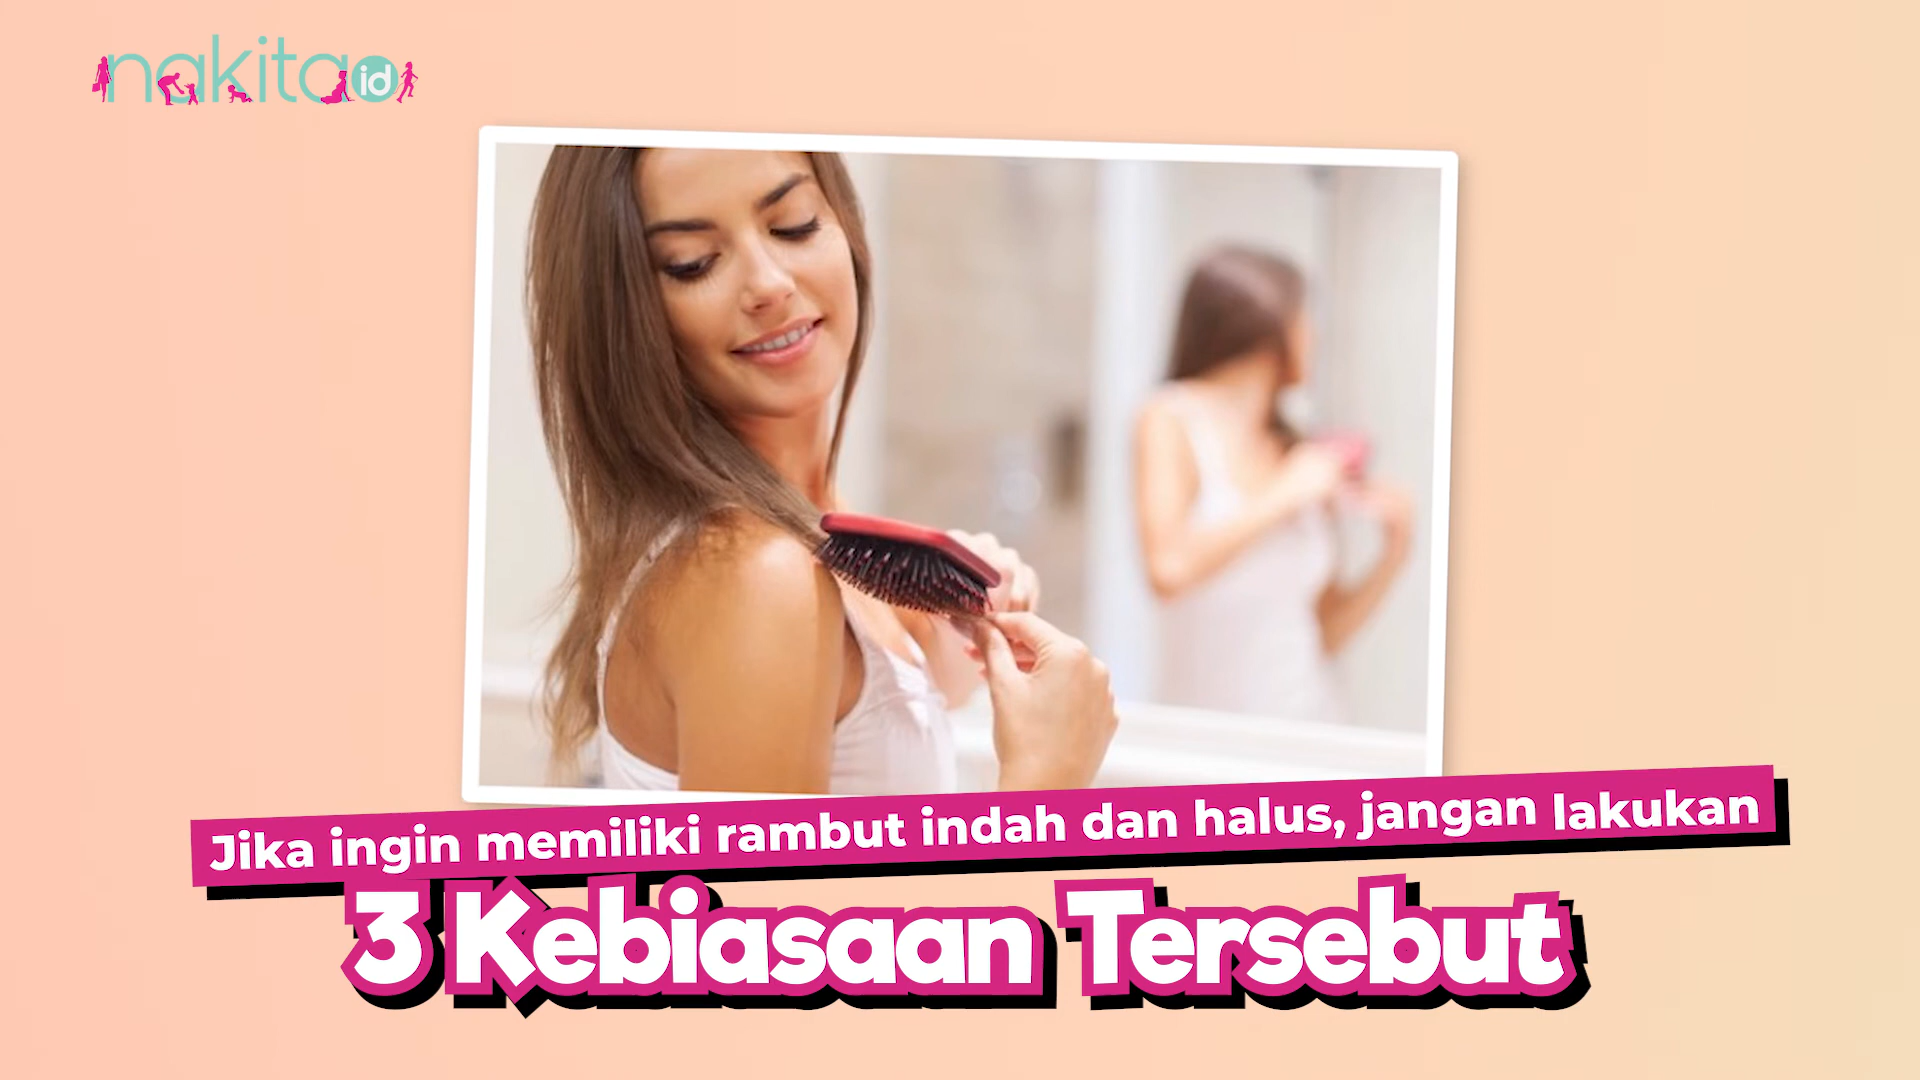 nakita id
Jika ingin memiliki rambut indah dan halus, jangan lakukan
3 Kebiasaan Tersebut